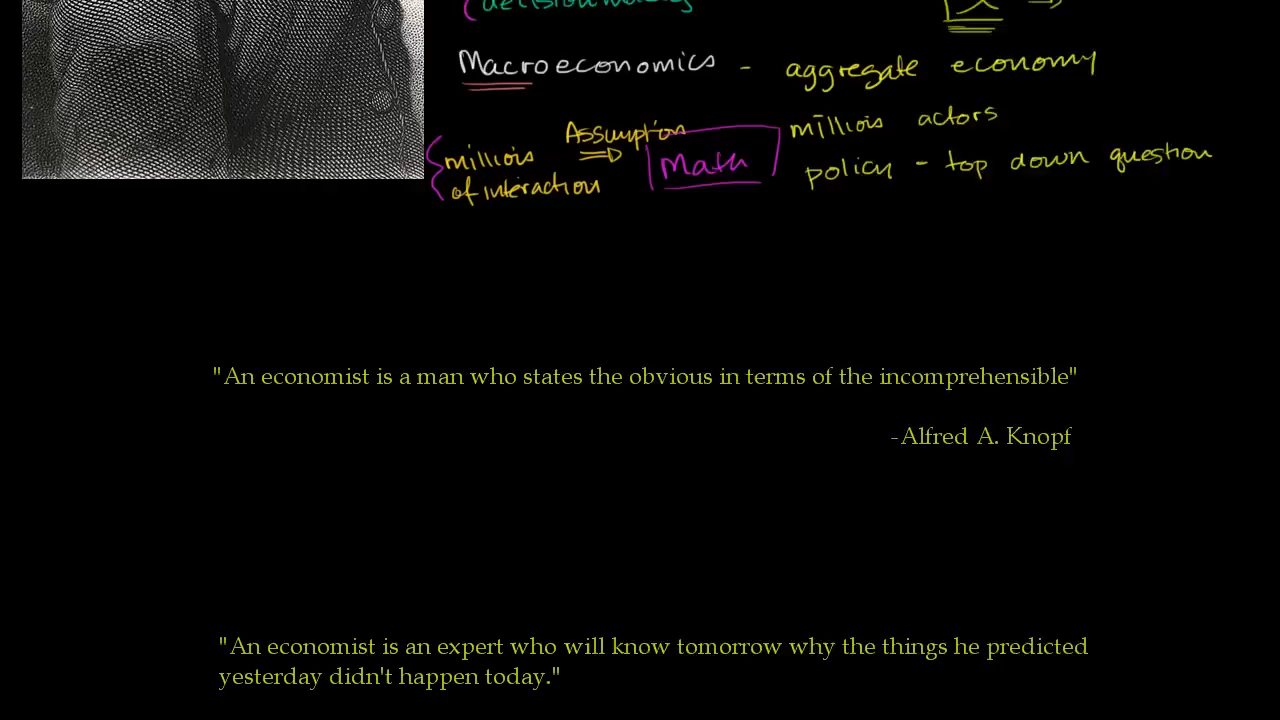 decisionmaking
Macroeconomics - aggregate economy
Assumption
millions actors
millions
Math
policy - top down question
of interaction
"An economist is a man who states the obvious in terms of the incomprehensible"
-Alfred A. Knopf
"An economist is an expert who will know tomorrow why the things he predicted
yesterday didn't happen today."